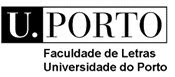 U. PORTO
Faculdade de Letras
Universidade do Porto